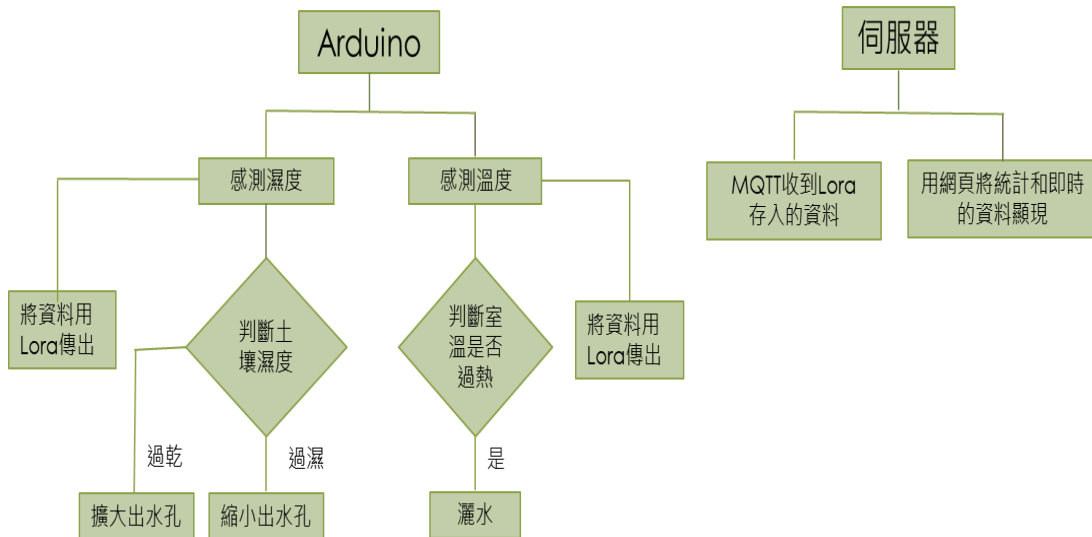 Arduino
伺服器
感測濕度
感測溫度
MQTT收到Lora
存入的資料
用網頁將統計和即時
的資料顯現
將資料用
Lora傳出
判斷土
壤濕度
判斷室
溫是否
過熱
將資料用
Lora傳出
過乾
過濕
是
擴大出水孔
縮小出水孔
灑水